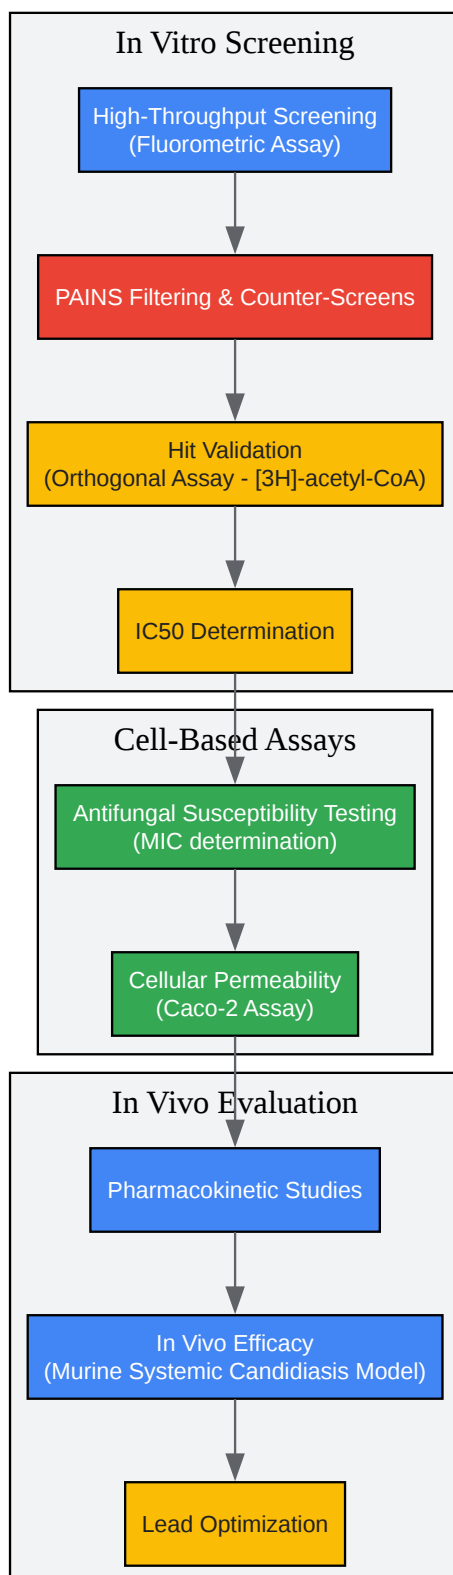 In Vitro Screening
High-Throughput Screening
(Fluorometric Assay)
PAINS Filtering & Counter-Screens
Hit Validation
(Orthogonal Assay - [3H]-acetyl-CoA)
IC50 Determination
Cell-Based Assays
Antifungal Susceptibility Testing
(MIC determination)
Cellular Permeability
(Caco-2 Assay)
In Vivo Evaluation
Pharmacokinetic Studies
In Vivo Efficacy
(Murine Systemic Candidiasis Model)
Lead Optimization